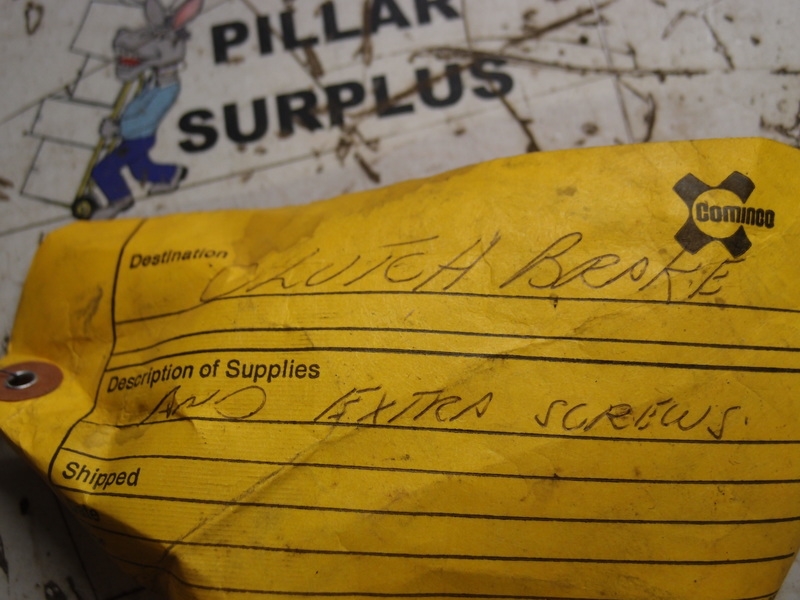 PILLAR
SURPLUS
Cominco
Destination
CLUTCH BRAKE
Description of Supplies
AND EXTRA SCREWS.
Shipped